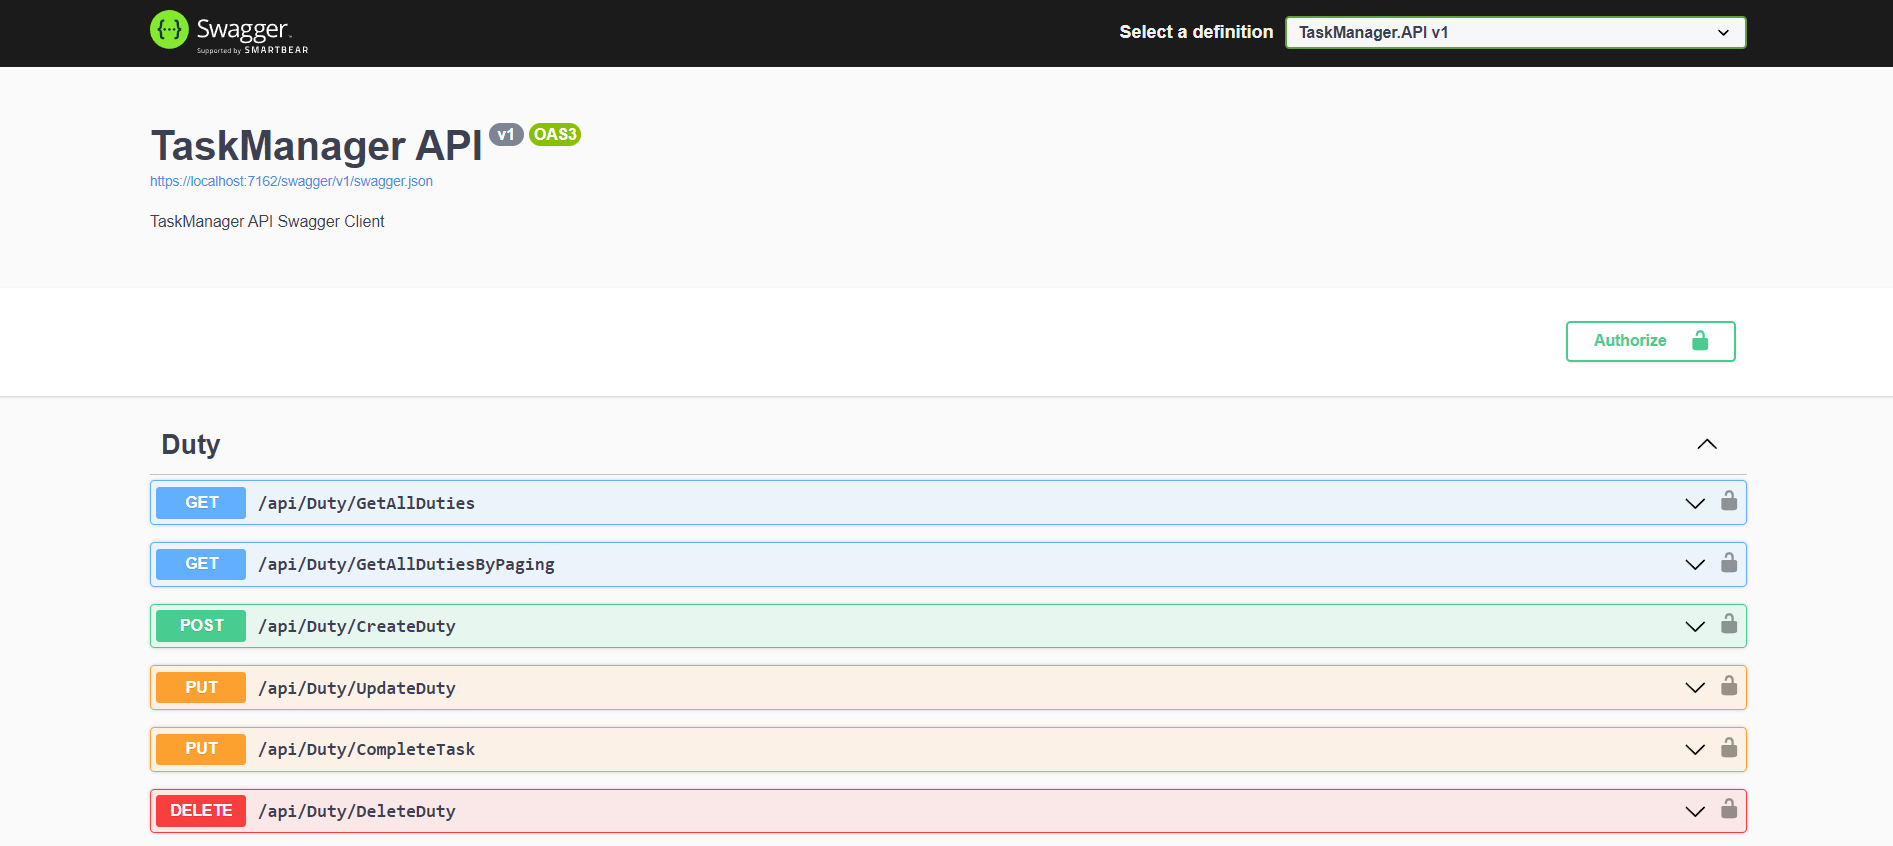 Swagger.
Supported by SMARTBEAR
Select a definition
TaskManager.API v1
TaskManager API v1 OAS3
https://localhost:7162/swagger/v1/swagger.json
TaskManager API Swagger Client
Authorize
Duty
GET /api/Duty/GetAllDuties
GET /api/Duty/GetAllDutiesByPaging
POST /api/Duty/CreateDuty
PUT /api/Duty/UpdateDuty
PUT /api/Duty/CompleteTask
DELETE /api/Duty/DeleteDuty